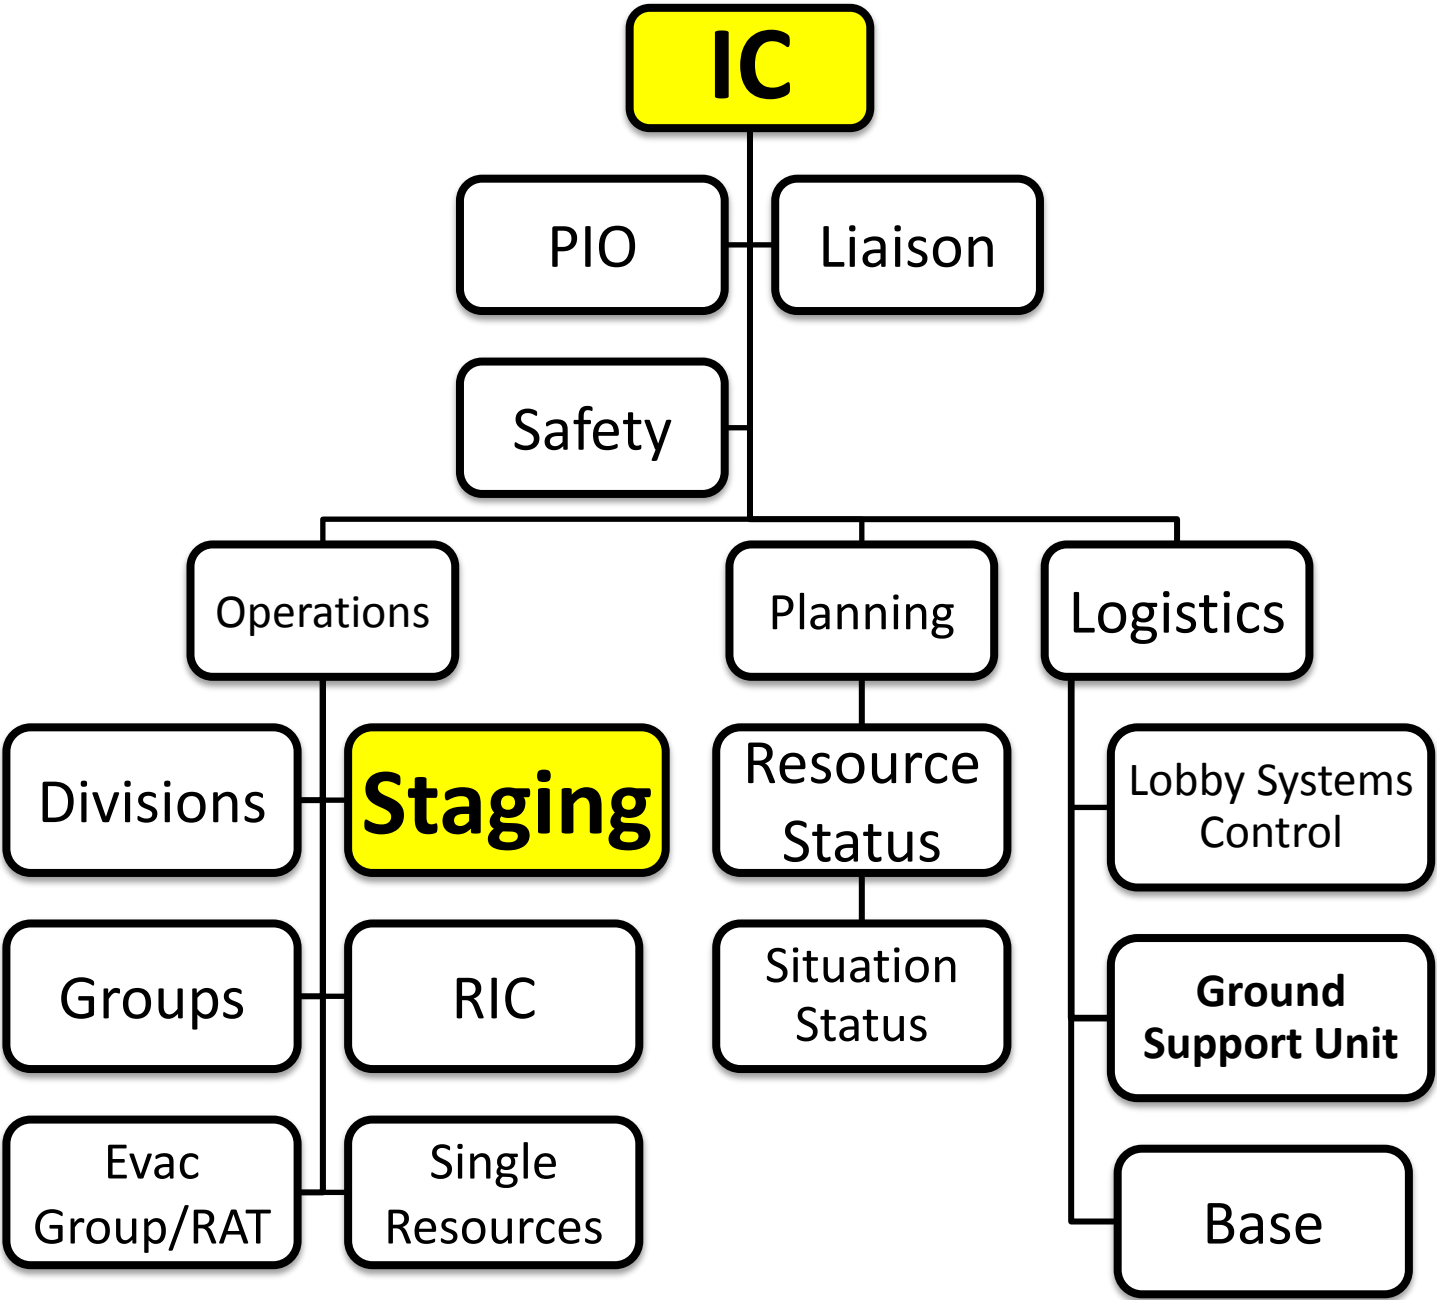 IC
PIO
Liaison
Safety
Operations
Planning
Logistics
Divisions
Staging
Resource
Status
Lobby Systems
Control
Groups
RIC
Situation
Status
Ground
Support Unit
Evac
Group/RAT
Single
Resources
Base